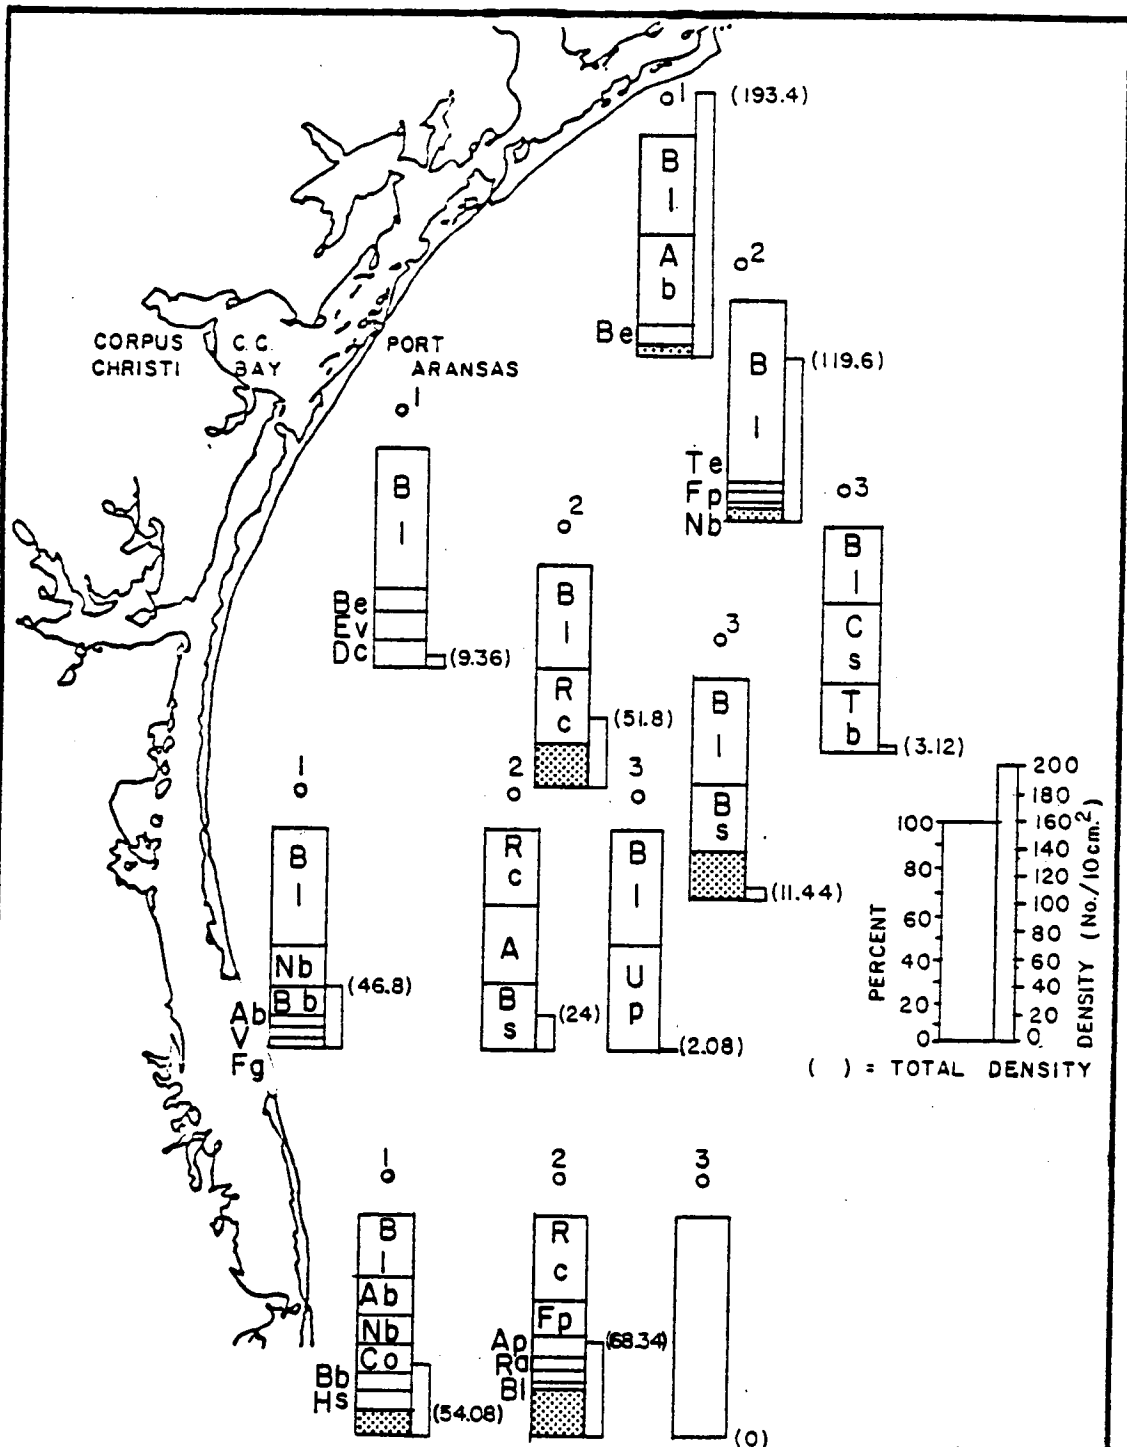 1 (193.4)
B
l
A
b
Be
2
(119.6)
B
l
Te
Fp
Nb
CORPUS CHRISTI
C.C. BAY
PORT ARANSAS
1
B
l
Be
Ev
Dc
(9.36)
2
B
l
R
c
(51.8)
3
B
l
C
s
T
b
(3.12)
3
B
l
B
s
(11.44)
1
B
l
Nb
Bb
Ab
V
Fg
(46.8)
2
R
c
A
B
s
(24)
3
B
l
U
p
(2.08)
PERCENT
100
80
60
40
20
0
200
180
160
140
120
100
80
60
40
20
0
DENSITY (No./10cm.²)
( ) = TOTAL DENSITY
1
B
l
Ab
Nb
Co
Bb
Hs
(54.08)
2
R
c
Fp
Ap
Ra
Bl
(68.34)
3
(0)